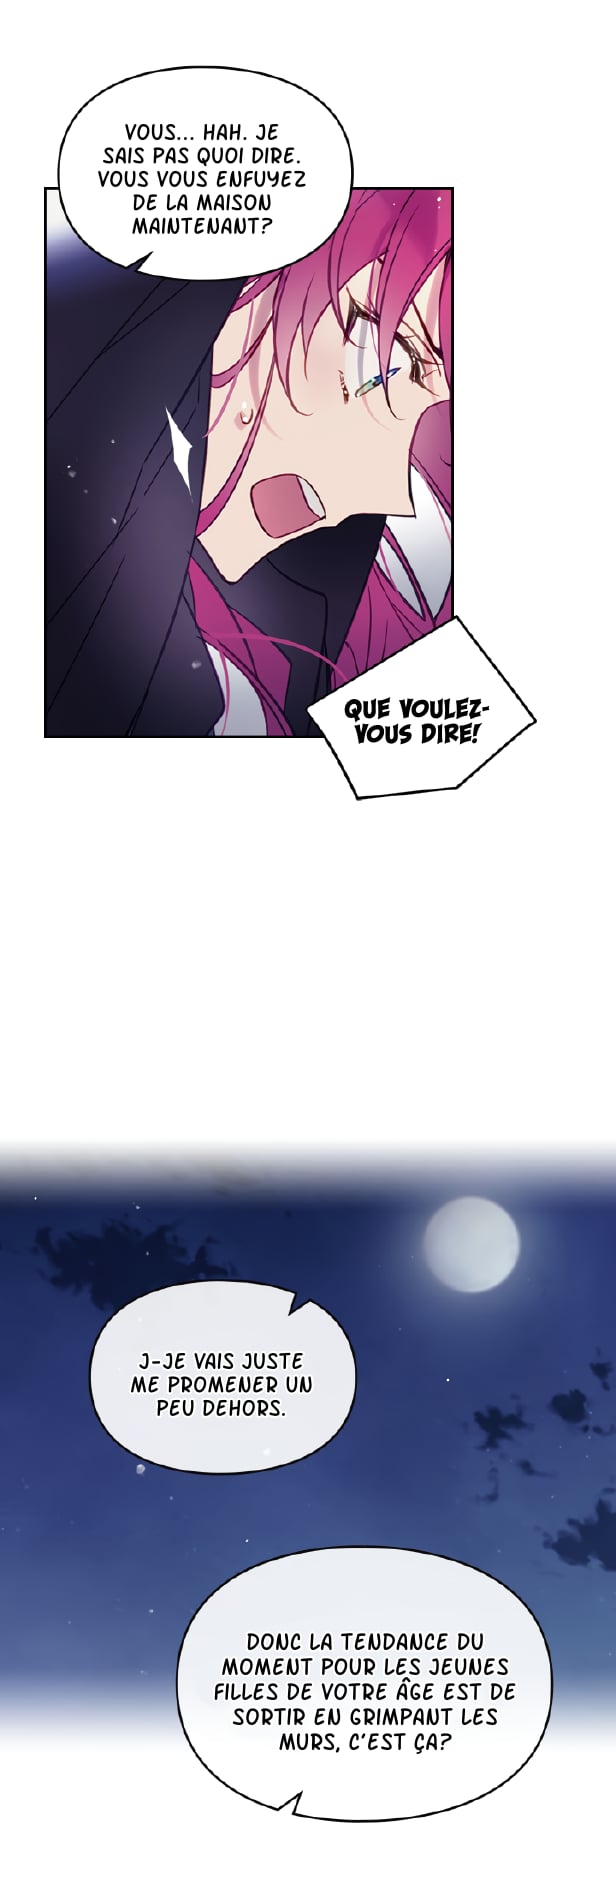 VOUS... HAH. JE
SAIS PAS QUOI DIRE.
VOUS VOUS ENFUYEZ
DE LA MAISON
MAINTENANT?
QUE VOULEZ-
VOUS DIRE!
J-JE VAIS JUSTE
ME PROMENER UN
PEU DEHORS.
DONC LA TENDANCE DU
MOMENT POUR LES JEUNES
FILLES DE VOTRE ÂGE EST DE
SORTIR EN GRIMPANT LES
MURS, C'EST ÇA?